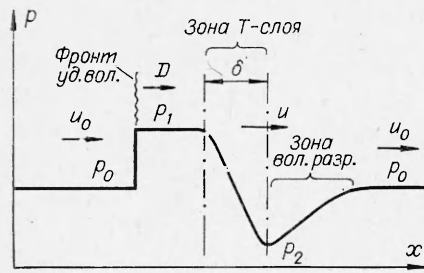 p
Зона Т-слоя
Фронт
уд.вол.
D
δ
u₀
p₁
u
Зона
вол. разр.
u₀
p₀
p₀
p₂
x